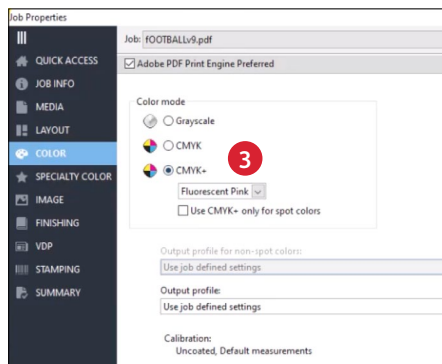 Job Properties
Job: fOOTBALLv9.pdf
QUICK ACCESS
Adobe PDF Print Engine Preferred
JOB INFO
MEDIA
LAYOUT
COLOR
SPECIALTY COLOR
IMAGE
FINISHING
VDP
STAMPING
SUMMARY
Color mode
Grayscale
CMYK
3
CMYK+
Fluorescent Pink
Use CMYK+ only for spot colors
Output profile for non-spot colors:
Use job defined settings
Output profile:
Use job defined settings
Calibration:
Uncoated, Default measurements